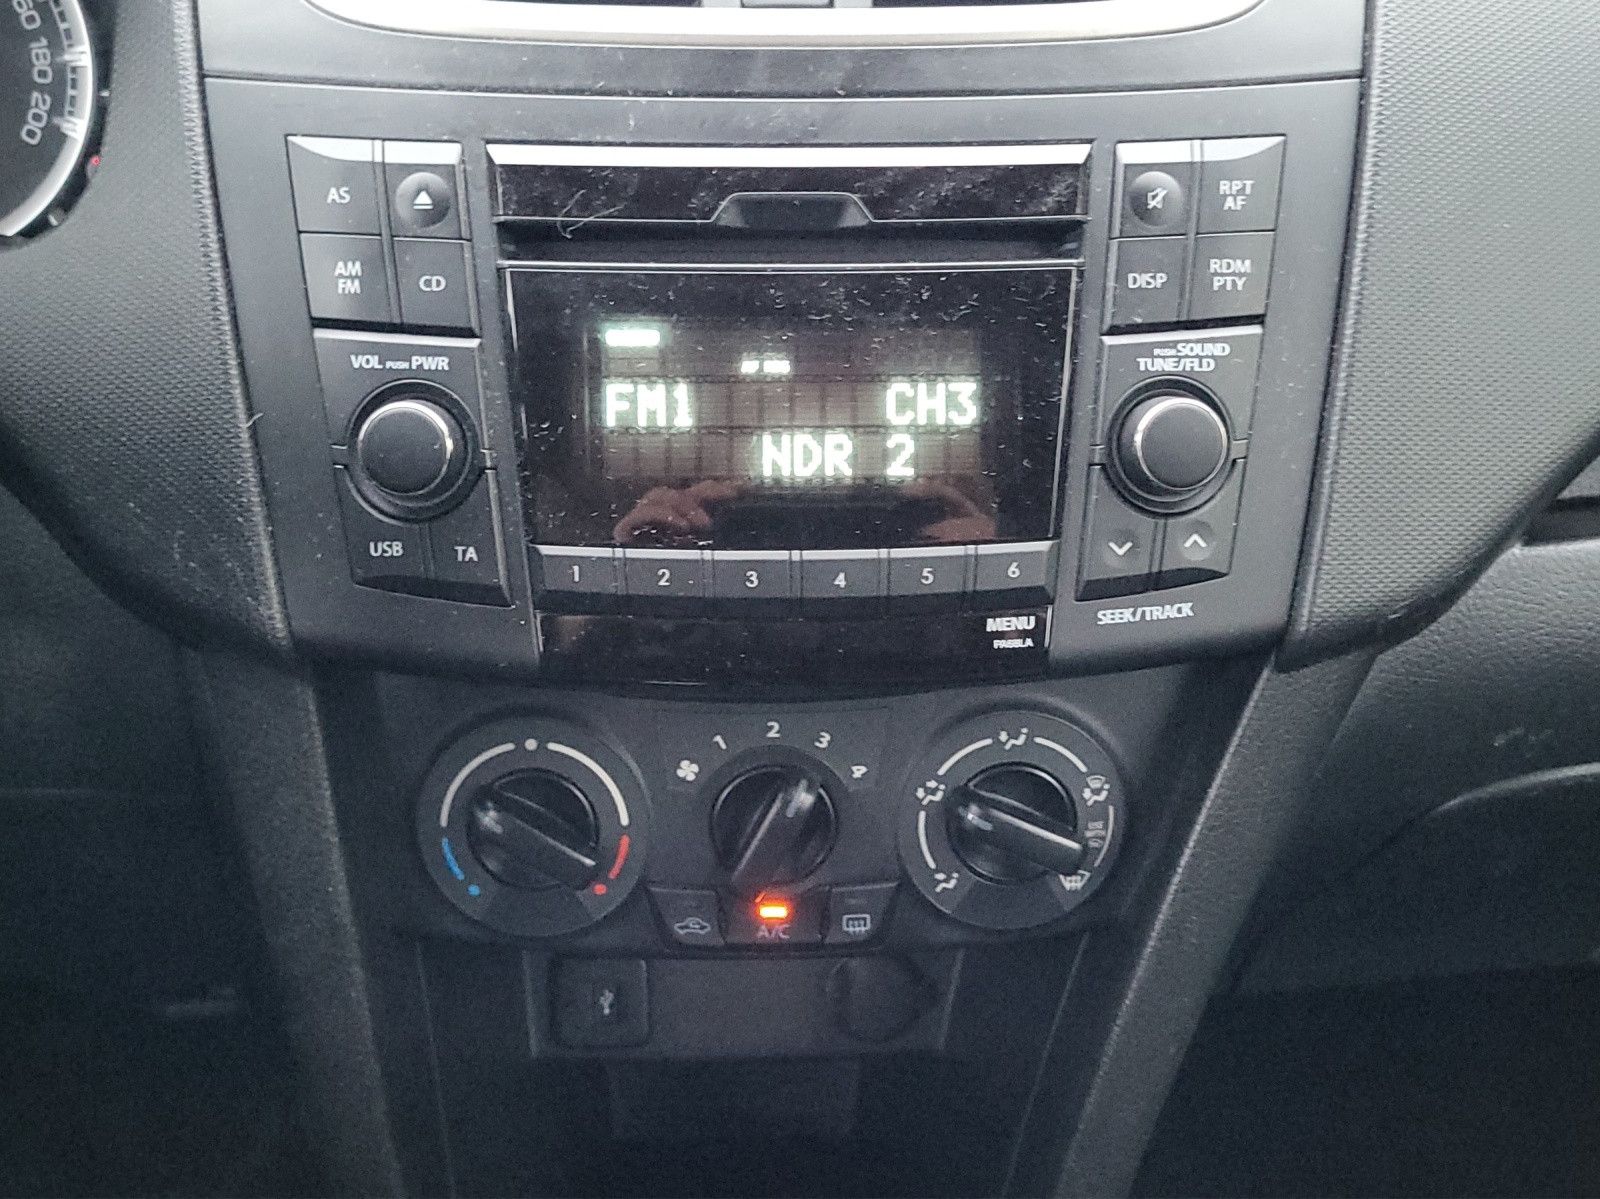 180
200
AS
AM
FM
CD
VOL PUSH PWR
USB
TA
FM1
CH3
NDR 2
1
2
3
4
5
6
MENU
RPT
AF
DISP
RDM
PTY
PUSH SOUND
TUNE/FLD
SEEK/TRACK
1
2
3
4
A/C